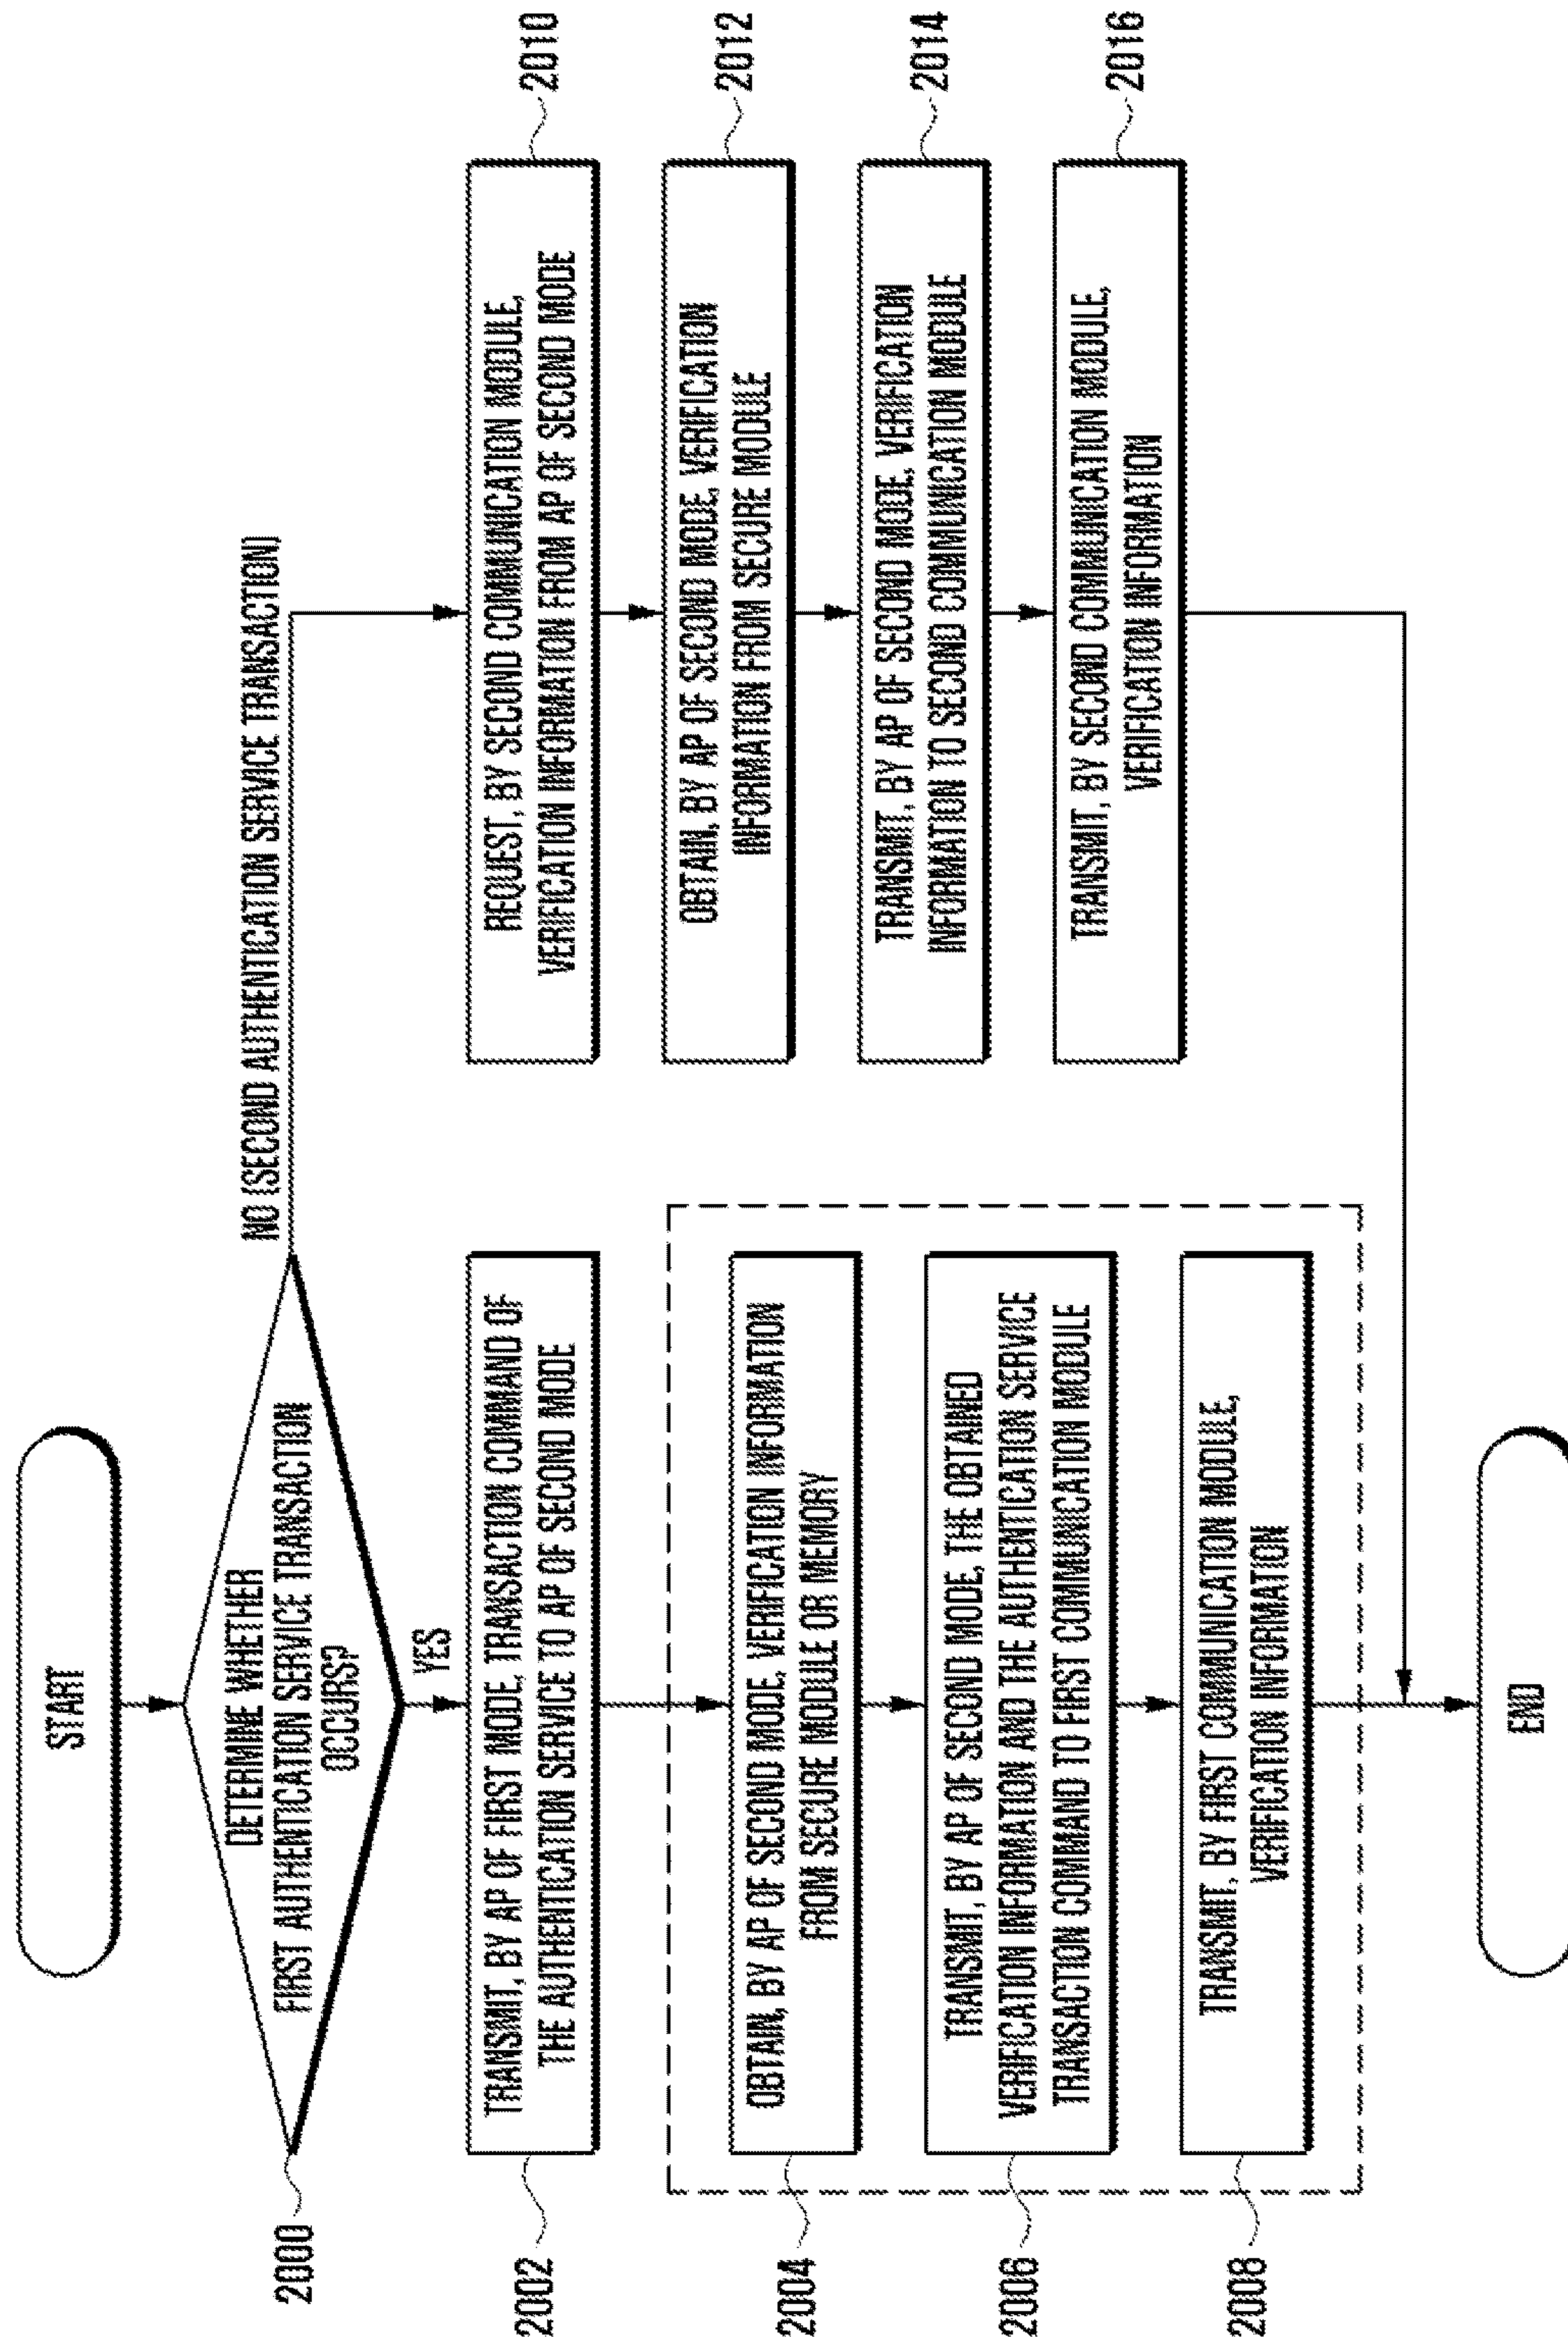 START
DETERMINE WHETHER
FIRST AUTHENTICATION SERVICE TRANSACTION
OCCURS?
2000
NO (SECOND AUTHENTICATION SERVICE TRANSACTION)
YES
TRANSMIT, BY AP OF FIRST MODE, TRANSACTION COMMAND OF
THE AUTHENTICATION SERVICE TO AP OF SECOND MODE
2002
OBTAIN, BY AP OF SECOND MODE, VERIFICATION INFORMATION
FROM SECURE MODULE OR MEMORY
2004
TRANSMIT, BY AP OF SECOND MODE, THE OBTAINED
VERIFICATION INFORMATION AND THE AUTHENTICATION SERVICE
TRANSACTION COMMAND TO FIRST COMMUNICATION MODULE
2006
TRANSMIT, BY FIRST COMMUNICATION MODULE,
VERIFICATION INFORMATION
2008
REQUEST, BY SECOND COMMUNICATION MODULE,
VERIFICATION INFORMATION FROM AP OF SECOND MODE
2010
OBTAIN, BY AP OF SECOND MODE, VERIFICATION
INFORMATION FROM SECURE MODULE
2012
TRANSMIT, BY AP OF SECOND MODE, VERIFICATION
INFORMATION TO SECOND COMMUNICATION MODULE
2014
TRANSMIT, BY SECOND COMMUNICATION MODULE,
VERIFICATION INFORMATION
2016
END